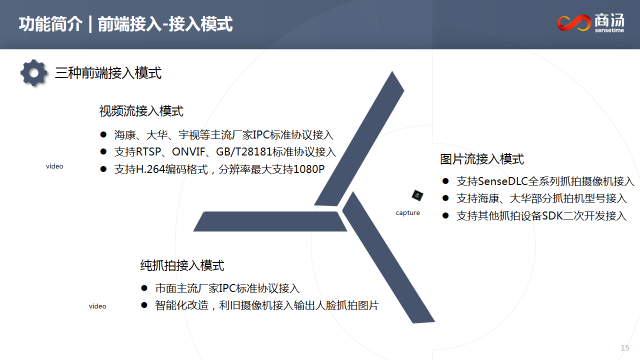 功能简介 | 前端接入-接入模式
商汤
sensetime
三种前端接入模式
视频流接入模式
● 海康、大华、宇视等主流厂家IPC标准协议接入
● 支持RTSP、ONVIF、GB/T28181标准协议接入
● 支持H.264编码格式，分辨率最大支持1080P
video
图片流接入模式
● 支持SenseDLC全系列抓拍摄像机接入
● 支持海康、大华部分抓拍机型号接入
● 支持其他抓拍设备SDK二次开发接入
capture
纯抓拍接入模式
● 市面主流厂家IPC标准协议接入
● 智能化改造，利旧摄像机接入输出人脸抓拍图片
video
15